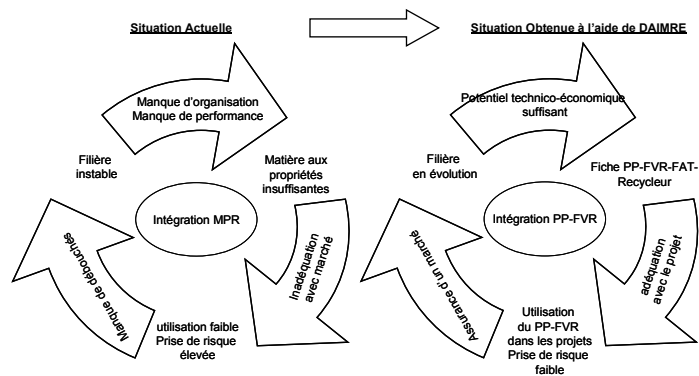 Situation Actuelle
Manque d'organisation
Manque de performance
Filière
instable
Matière aux
propriétés
insuffisantes
Intégration MPR
Manque de débouchés
Inadéquation
avec marché
utilisation faible
Prise de risque
élevée
Situation Obtenue à l'aide de DAIMRE
Potentiel technico-économique
suffisant
Filière
en évolution
Fiche PP-FVR-FAT-
Recycleur
Intégration PP-FVR
Assurance d'un marché
adéquation
avec le projet
Utilisation
du PP-FVR
dans les projets
Prise de risque
faible